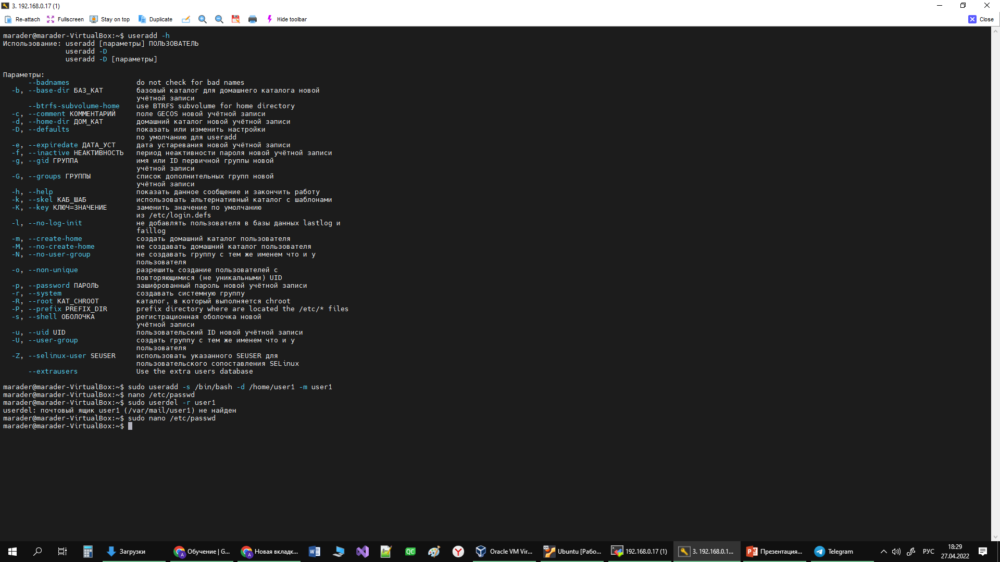 3. 192.168.0.17 (1)
Re-attach Fullscreen Stay on top Duplicate Hide toolbar Close
marader@marader-VirtualBox:~$ useradd -h
Использование: useradd [параметры] ПОЛЬЗОВАТЕЛЬ
useradd -D
useradd -D [параметры]
Параметры:
--badnames do not check for bad names
-b, --base-dir БАЗ_КАТ базовый каталог для домашнего каталога новой
учётной записи
--btrfs-subvolume-home use BTRFS subvolume for home directory
-c, --comment КОММЕНТАРИЙ поле GECOS новой учётной записи
-d, --home-dir ДОМ_КАТ домашний каталог новой учётной записи
-D, --defaults показать или изменить настройки
по умолчанию для useradd
-e, --expiredate ДАТА_УСТ дата устаревания новой учётной записи
-f, --inactive НЕАКТИВНОСТЬ период неактивности пароля новой учётной записи
-g, --gid ГРУППА имя или ID первичной группы новой
учётной записи
-G, --groups ГРУППЫ список дополнительных групп новой
учётной записи
-h, --help показать данное сообщение и закончить работу
-k, --skel КАБ_ШАБ использовать альтернативный каталог с шаблонами
-K, --key КЛЮЧ=ЗНАЧЕНИЕ заменить значение по умолчанию
из /etc/login.defs
-l, --no-log-init не добавлять пользователя в базы данных lastlog и
faillog
-m, --create-home создать домашний каталог пользователя
-M, --no-create-home не создавать домашний каталог пользователя
-N, --no-user-group не создавать группу с тем же именем что и у
пользователя
-o, --non-unique разрешить создание пользователей с
повторяющимися (не уникальными) UID
-p, --password ПАРОЛЬ зашифрованный пароль новой учётной записи
-r, --system создавать системную группу
-R, --root КАТ_CHROOT каталог, в который выполняется chroot
-P, --prefix PREFIX_DIR prefix directory where are located the /etc/* files
-s, --shell ОБОЛОЧКА регистрационная оболочка новой
учётной записи
-u, --uid UID пользовательский ID новой учётной записи
-U, --user-group создать группу с тем же именем что и у
пользователя
-Z, --selinux-user SEUSER использовать указанного SEUSER для
пользовательского сопоставления SELinux
--extrausers Use the extra users database
marader@marader-VirtualBox:~$ sudo useradd -s /bin/bash -d /home/user1 -m user1
marader@marader-VirtualBox:~$ nano /etc/passwd
marader@marader-VirtualBox:~$ sudo userdel -r user1
userdel: почтовый ящик user1 (/var/mail/user1) не найден
marader@marader-VirtualBox:~$ sudo nano /etc/passwd
marader@marader-VirtualBox:~$
Загрузки Обучение | G... Новая вкладк... QC Oracle VM Vir... Ubuntu [Рабо... 192.168.0.17 (1) 3. 192.168.0.1... Презентация... Telegram РУС 18:29
27.04.2022